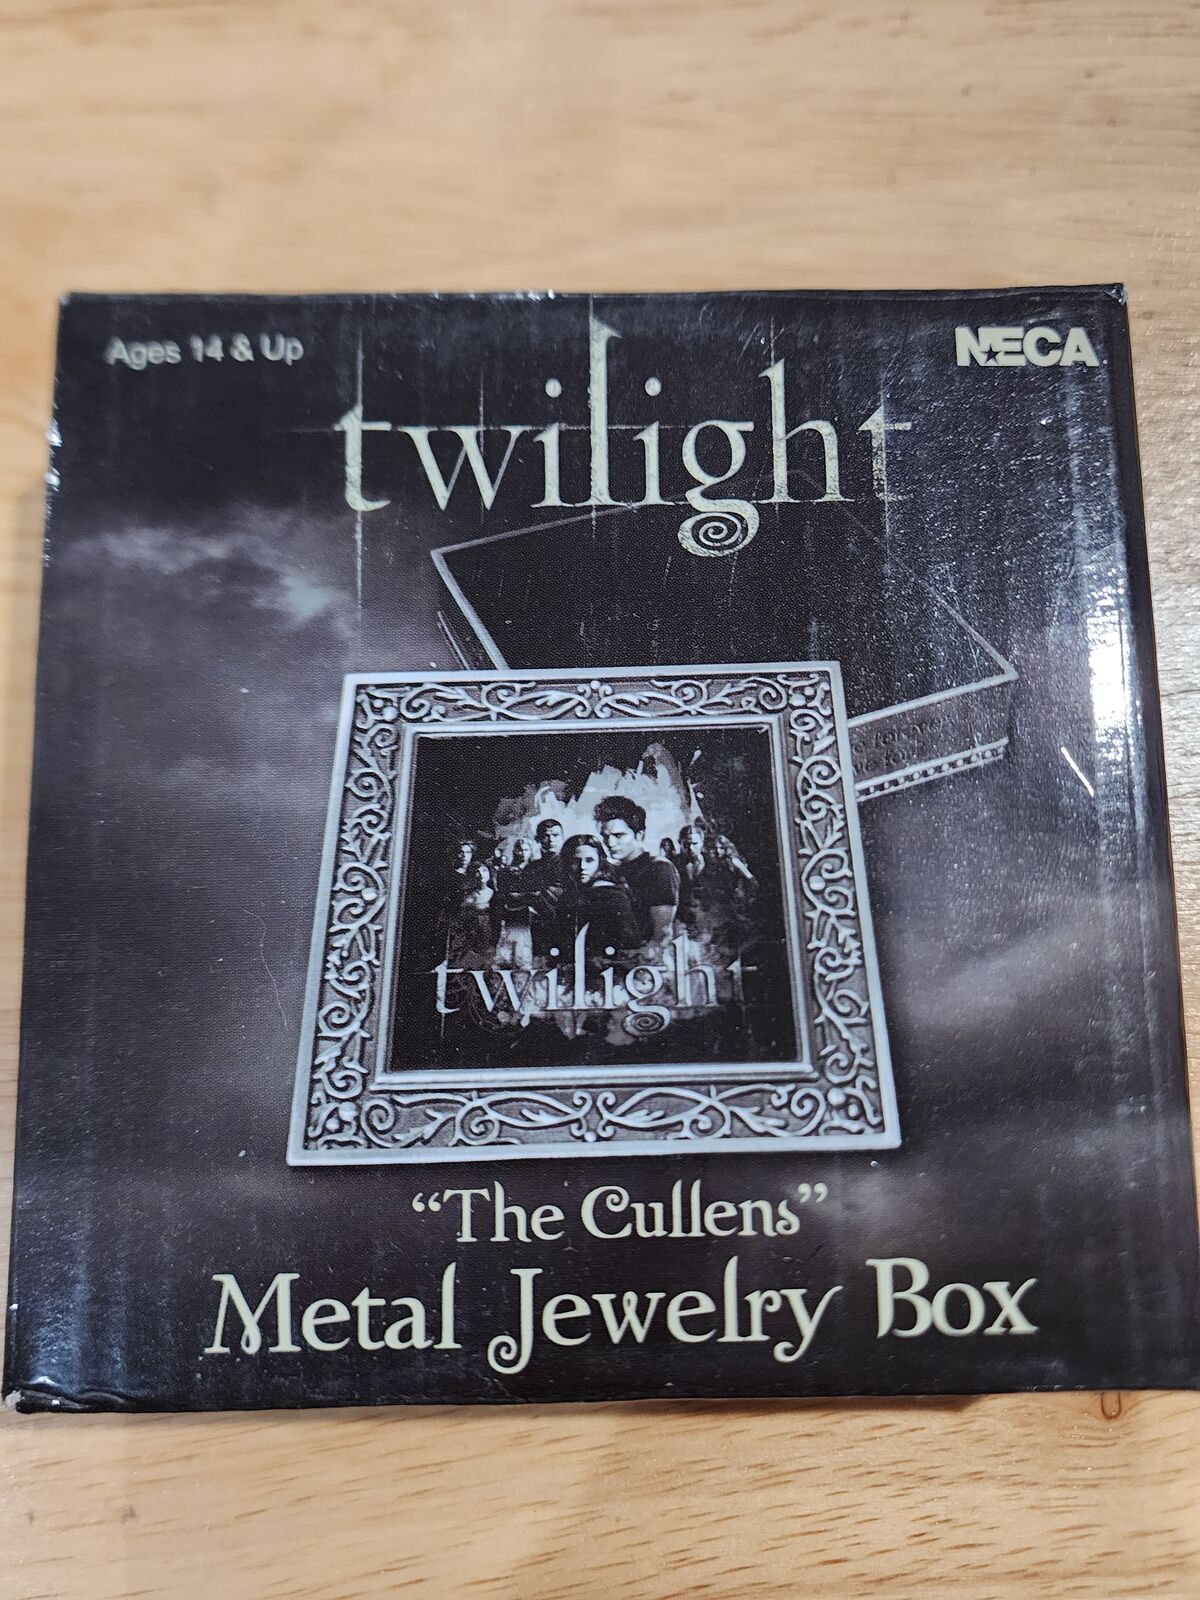 Ages 14 & Up
NECA
twilight
twilight
"The Cullens"
Metal Jewelry Box